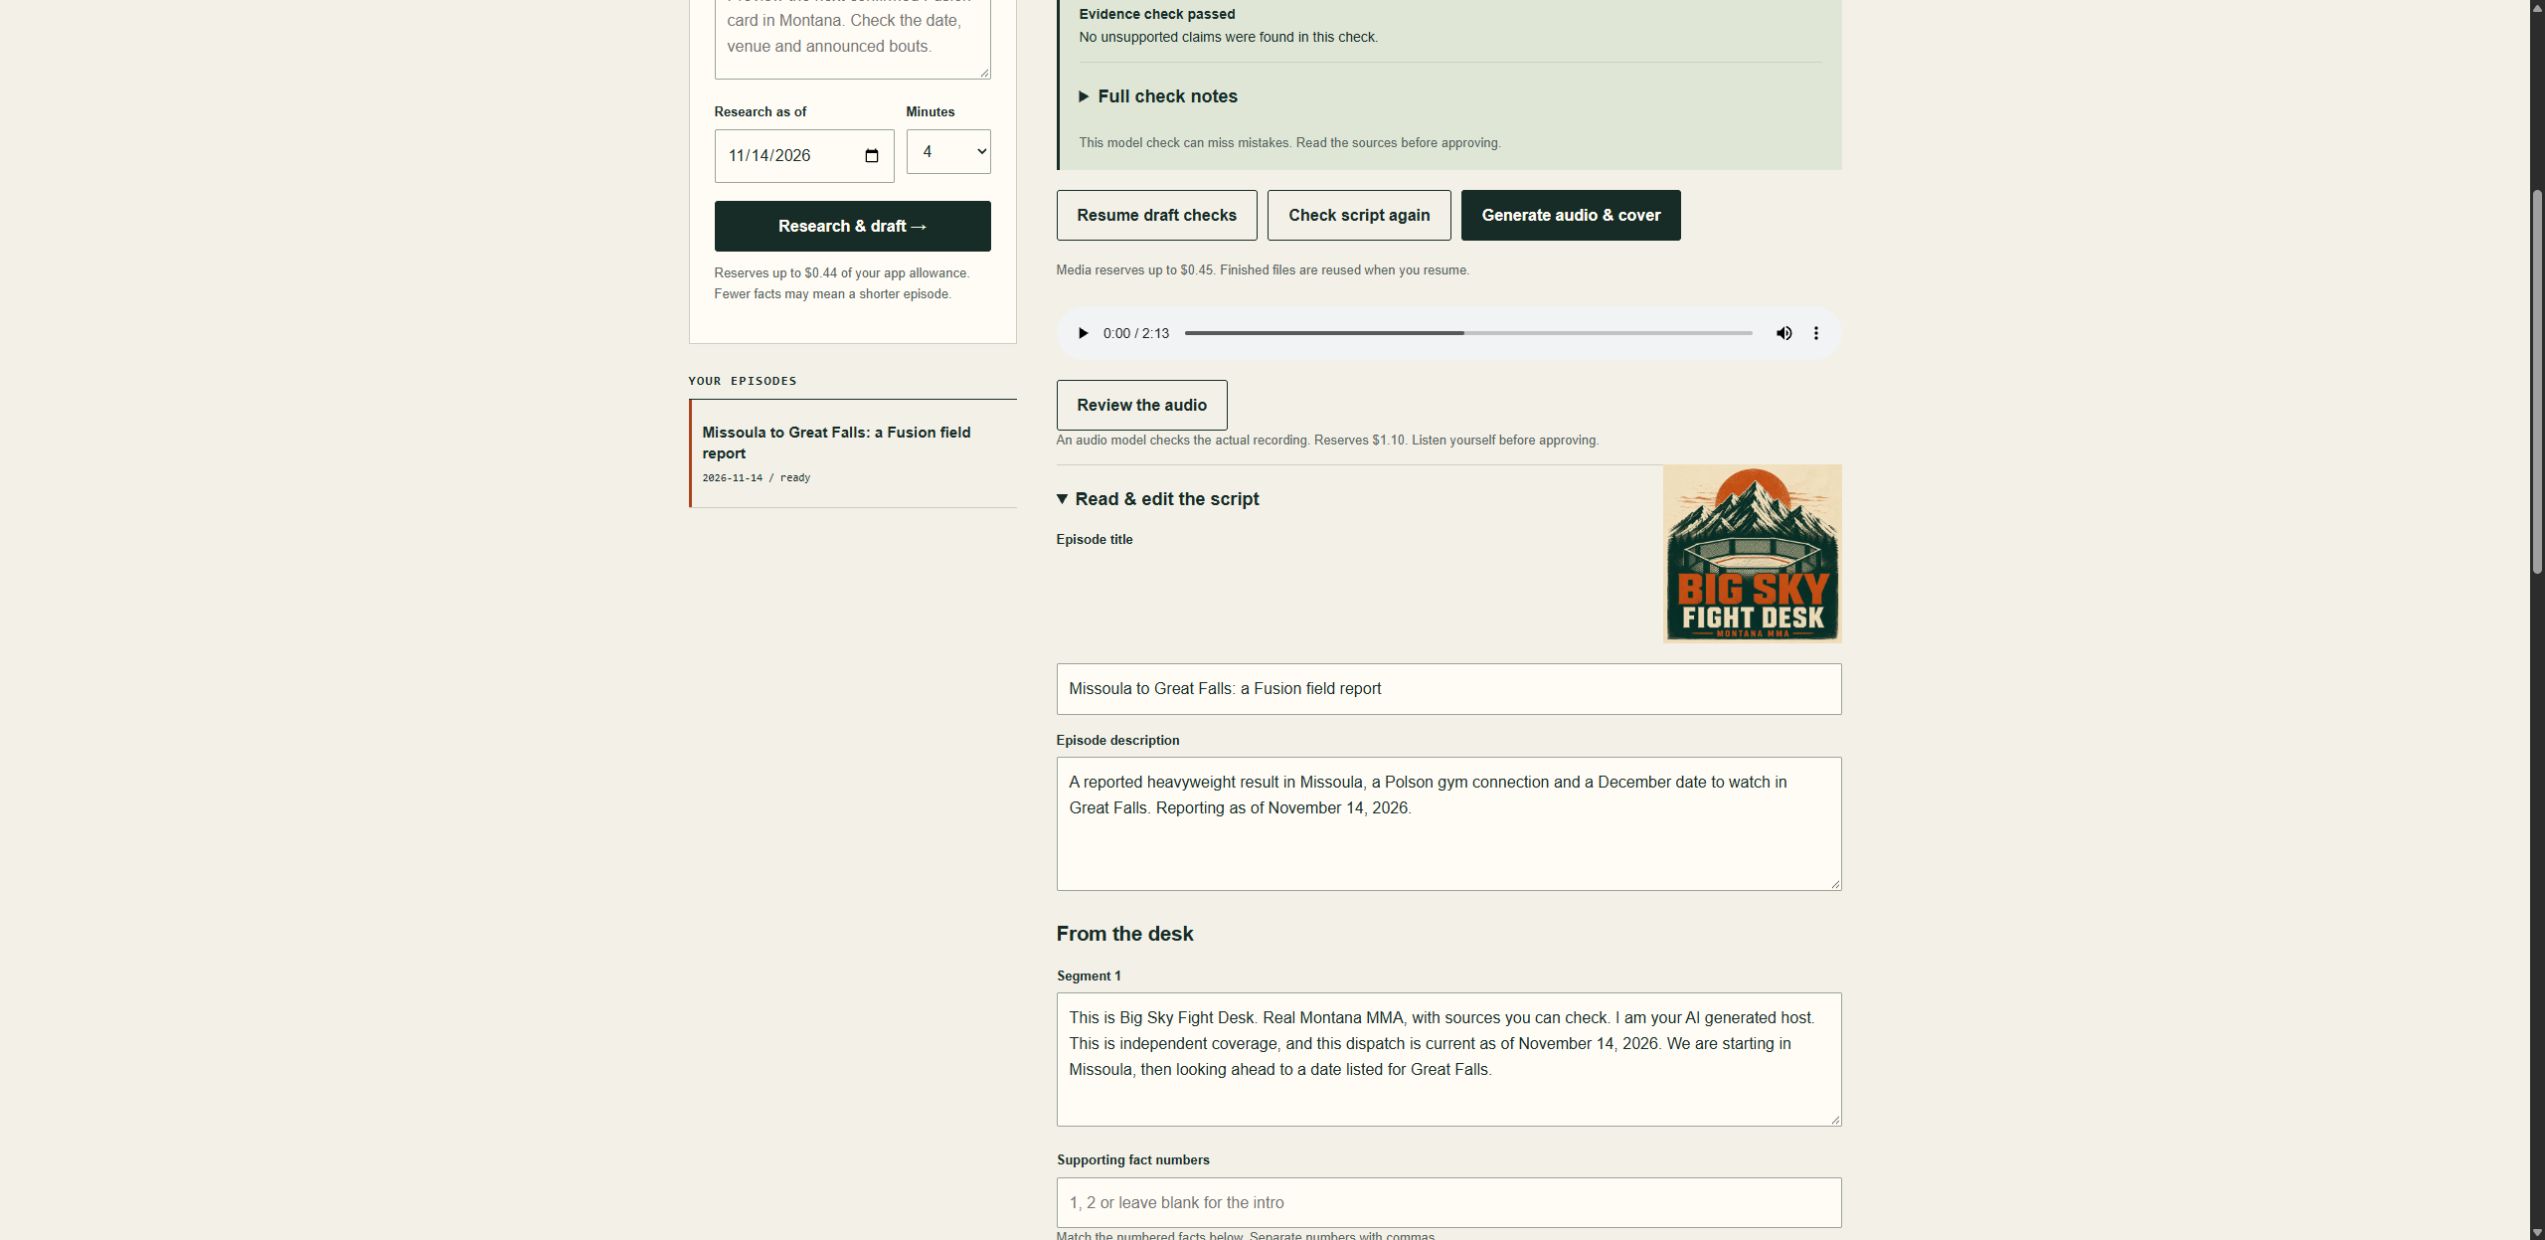 card in Montana. Check the date,
venue and announced bouts.
Research as of
Minutes
11/14/2026
4
Research & draft →
Reserves up to $0.44 of your app allowance.
Fewer facts may mean a shorter episode.
YOUR EPISODES
Missoula to Great Falls: a Fusion field
report
2026-11-14 / ready
Evidence check passed
No unsupported claims were found in this check.
Full check notes
This model check can miss mistakes. Read the sources before approving.
Resume draft checks
Check script again
Generate audio & cover
Media reserves up to $0.45. Finished files are reused when you resume.
0:00 / 2:13
Review the audio
An audio model checks the actual recording. Reserves $1.10. Listen yourself before approving.
Read & edit the script
Episode title
BIG SKY
FIGHT DESK
MONTANA MMA
Missoula to Great Falls: a Fusion field report
Episode description
A reported heavyweight result in Missoula, a Polson gym connection and a December date to watch in
Great Falls. Reporting as of November 14, 2026.
From the desk
Segment 1
This is Big Sky Fight Desk. Real Montana MMA, with sources you can check. I am your AI generated host.
This is independent coverage, and this dispatch is current as of November 14, 2026. We are starting in
Missoula, then looking ahead to a date listed for Great Falls.
Supporting fact numbers
1, 2 or leave blank for the intro
Match the numbered facts below. Separate numbers with commas.